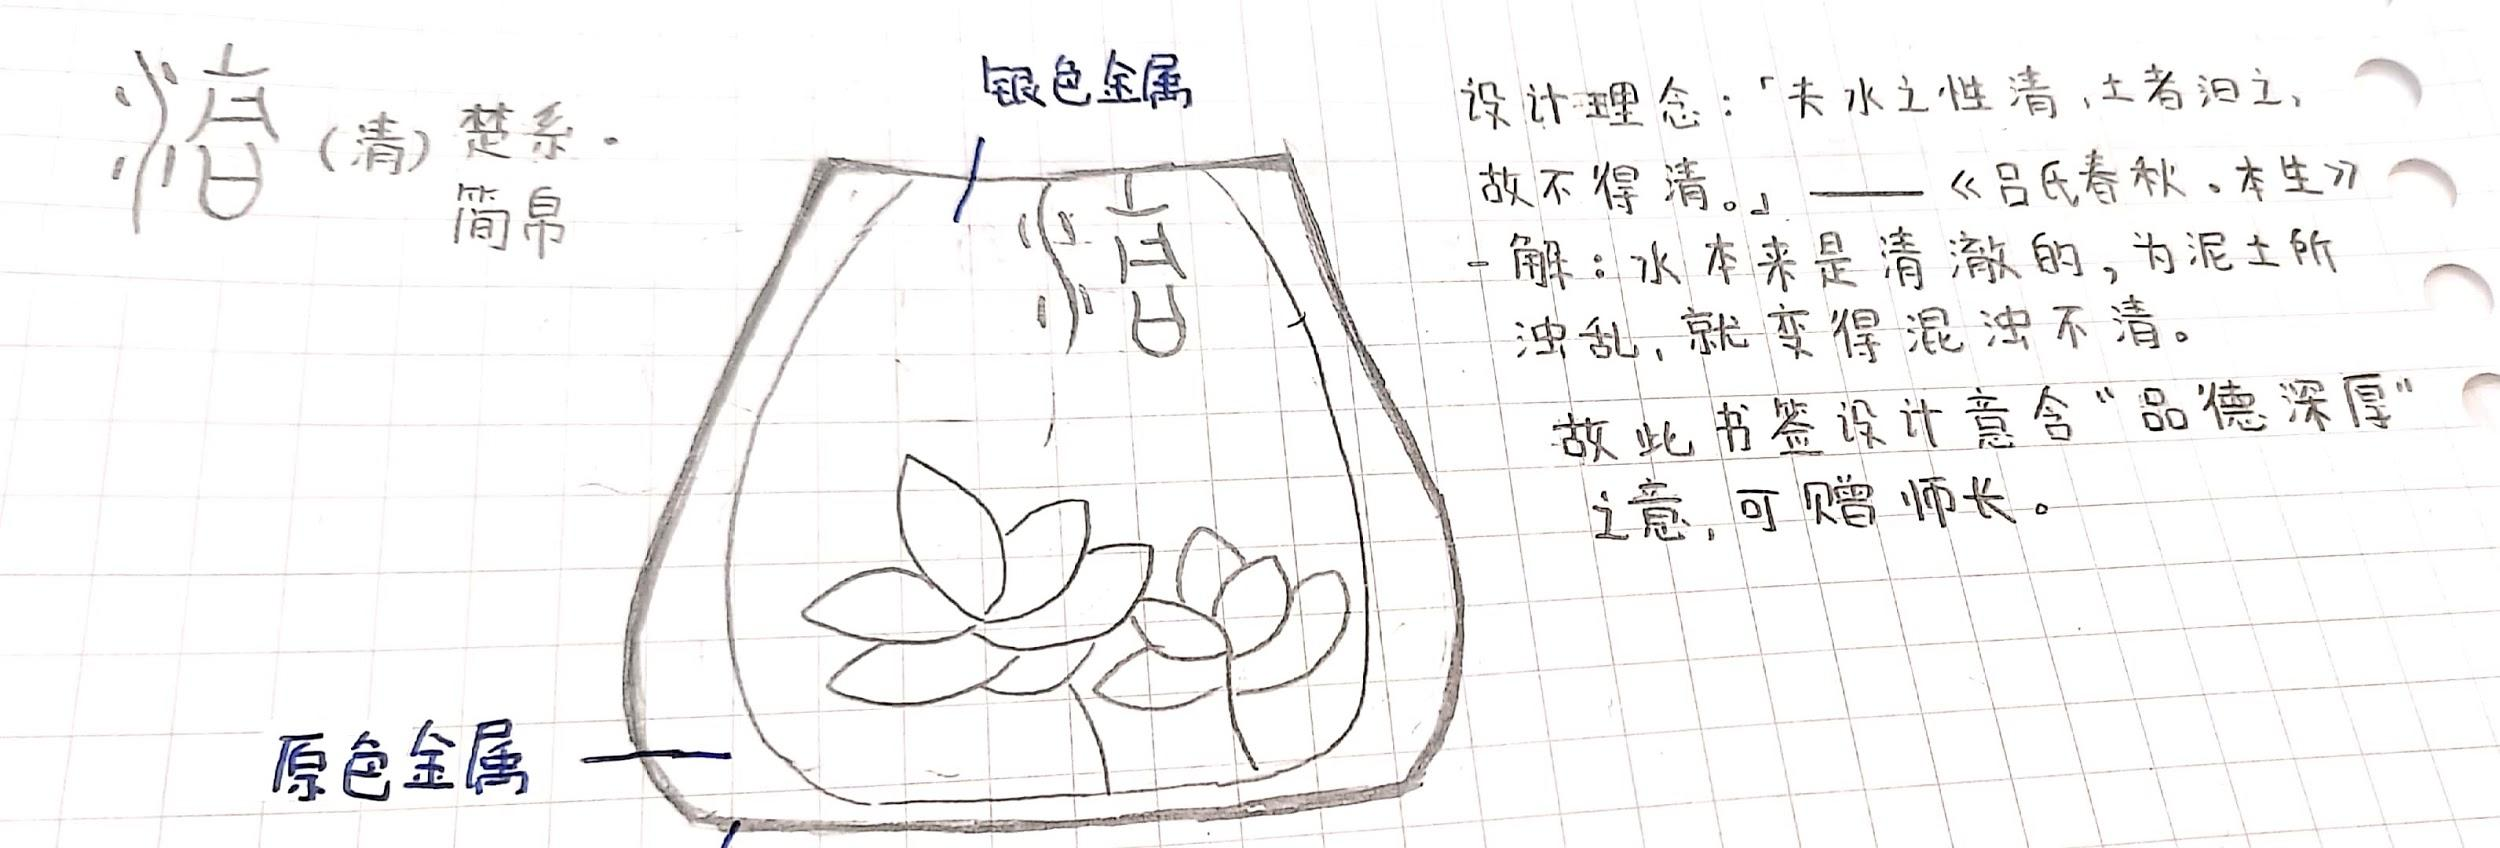 清
(清) 楚系·
简帛
银色金属
清
原色金属
设计理念:「夫水之性清,土者汩之,
故不得清。」——《吕氏春秋。本生》
- 解:水本来是清澈的,为泥土所
浊乱,就变得混浊不清。
故此书签设计意含“品德深厚”
之意,可赠师长。